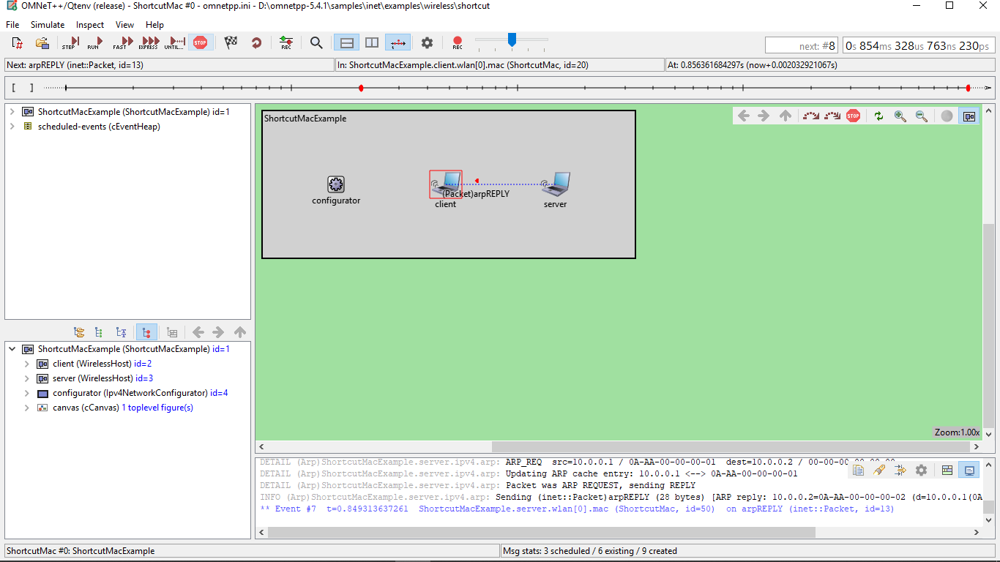 OMNeT++/Qtenv (release) - ShortcutMac #0 - omnetpp.ini - D:\omnetpp-5.4.1\samples\inet\examples\wireless\shortcut
File Simulate Inspect View Help
STEP RUN FAST EXPRESS UNTIL... STOP REC REC next: #8 0s 854ms 328us 763ns 230ps
Next: arpREPLY (inet::Packet, id=13) In: ShortcutMacExample.client.wlan[0].mac (ShortcutMac, id=20) At: 0.856361684297s (now+0.002032921067s)
[ ]
ShortcutMacExample (ShortcutMacExample) id=1
scheduled-events (cEventHeap)
ShortcutMacExample
STOP
configurator
(Packet)arpREPLY
client
server
Zoom:1.00x
ShortcutMacExample (ShortcutMacExample) id=1
client (WirelessHost) id=2
server (WirelessHost) id=3
configurator (Ipv4NetworkConfigurator) id=4
canvas (cCanvas) 1 toplevel figure(s)
DETAIL (Arp)ShortcutMacExample.server.ipv4.arp: ARP_REQ src=10.0.0.1 / 0A-AA-00-00-00-01 dest=10.0.0.2 / 00-00-00-00-00-00
DETAIL (Arp)ShortcutMacExample.server.ipv4.arp: Updating ARP cache entry: 10.0.0.1 <--> 0A-AA-00-00-00-01
DETAIL (Arp)ShortcutMacExample.server.ipv4.arp: Packet was ARP REQUEST, sending REPLY
INFO (Arp)ShortcutMacExample.server.ipv4.arp: Sending (inet::Packet)arpREPLY (28 bytes) [ARP reply: 10.0.0.2=0A-AA-00-00-00-02 (d=10.0.0.1(0A
** Event #7 t=0.849313637261 ShortcutMacExample.server.wlan[0].mac (ShortcutMac, id=50) on arpREPLY (inet::Packet, id=13)
ShortcutMac #0: ShortcutMacExample Msg stats: 3 scheduled / 6 existing / 9 created